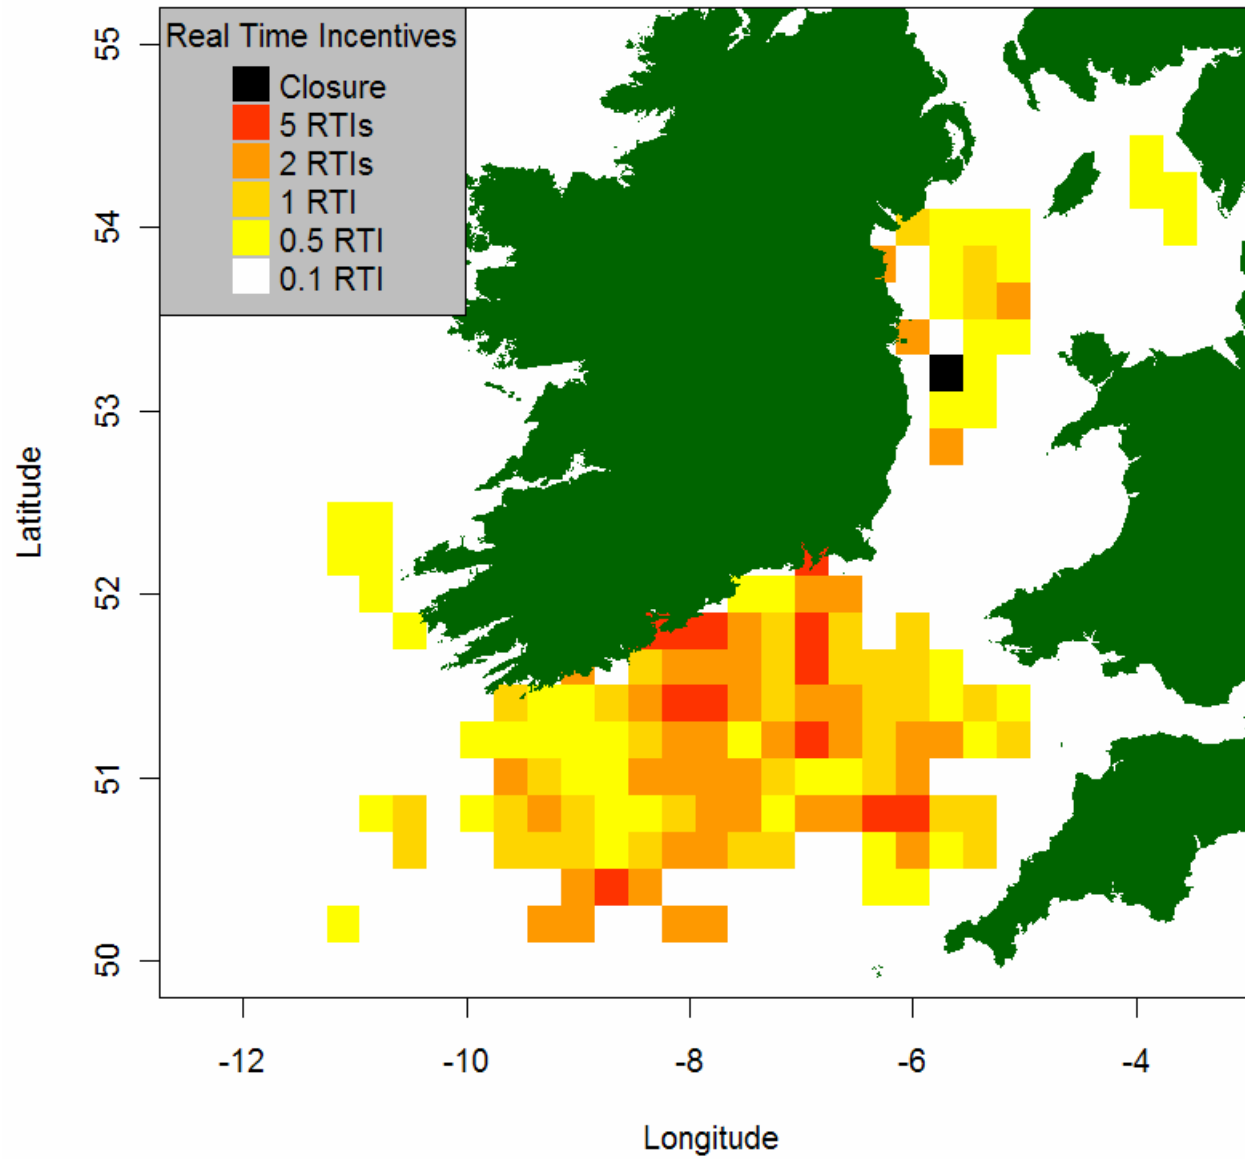 Real Time Incentives
Closure
5 RTIs
2 RTIs
1 RTI
0.5 RTI
0.1 RTI
55
54
53
52
51
50
Latitude
-12 -10 -8 -6 -4
Longitude